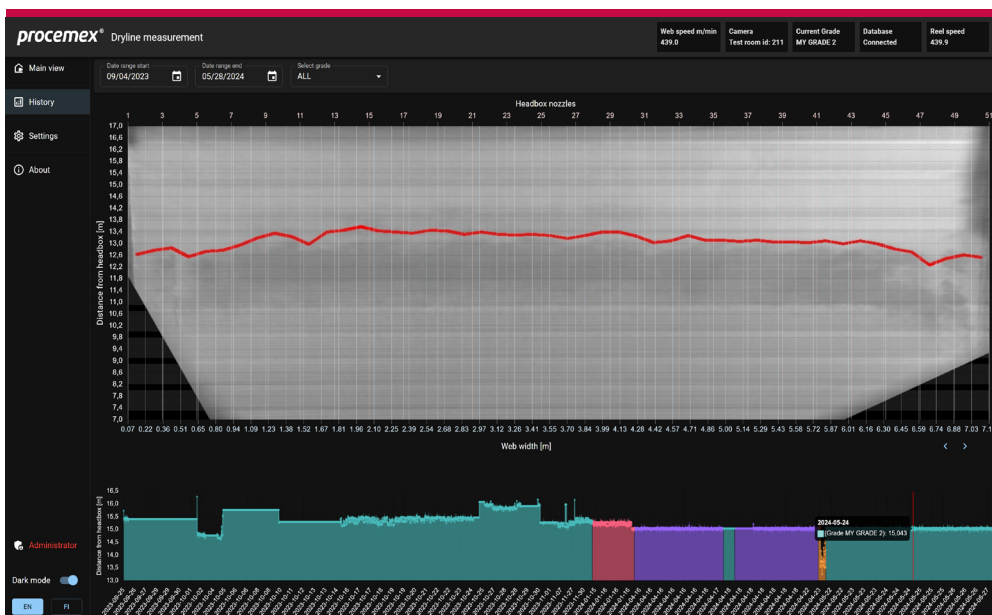 procemex® Dryline measurement
Web speed m/min
439.0
Camera
Test room id: 211
Current Grade
MY GRADE 2
Database
Connected
Reel speed
439.9
Main view
History
Settings
About
Date range start
09/04/2023
Date range end
05/28/2024
Select grade
ALL
Headbox nozzles
1 3 5 7 9 11 13 15 17 19 21 23 25 27 29 31 33 35 37 39 41 43 45 47 49 51
Distance from headbox [m]
17,0
16,6
16,2
15,8
15,4
15,0
14,6
14,2
13,8
13,4
13,0
12,6
12,2
11,8
11,4
11,0
10,6
10,2
9,8
9,4
9,0
8,6
8,2
7,8
7,4
7,0
0.07 0.22 0.36 0.51 0.65 0.80 0.94 1.09 1.23 1.38 1.52 1.67 1.81 1.96 2.10 2.25 2.39 2.54 2.68 2.83 2.97 3.12 3.26 3.41 3.55 3.70 3.84 3.99 4.13 4.28 4.42 4.57 4.71 4.86 5.00 5.14 5.29 5.43 5.58 5.72 5.87 6.01 6.16 6.30 6.45 6.59 6.74 6.88 7.03
Web width [m]
Distance from headbox [m]
16,5
16,0
15,5
15,0
14,5
14,0
13,5
13,0
2024-05-24
(Grade MY GRADE 2): 15,043
Administrator
Dark mode
EN
FI